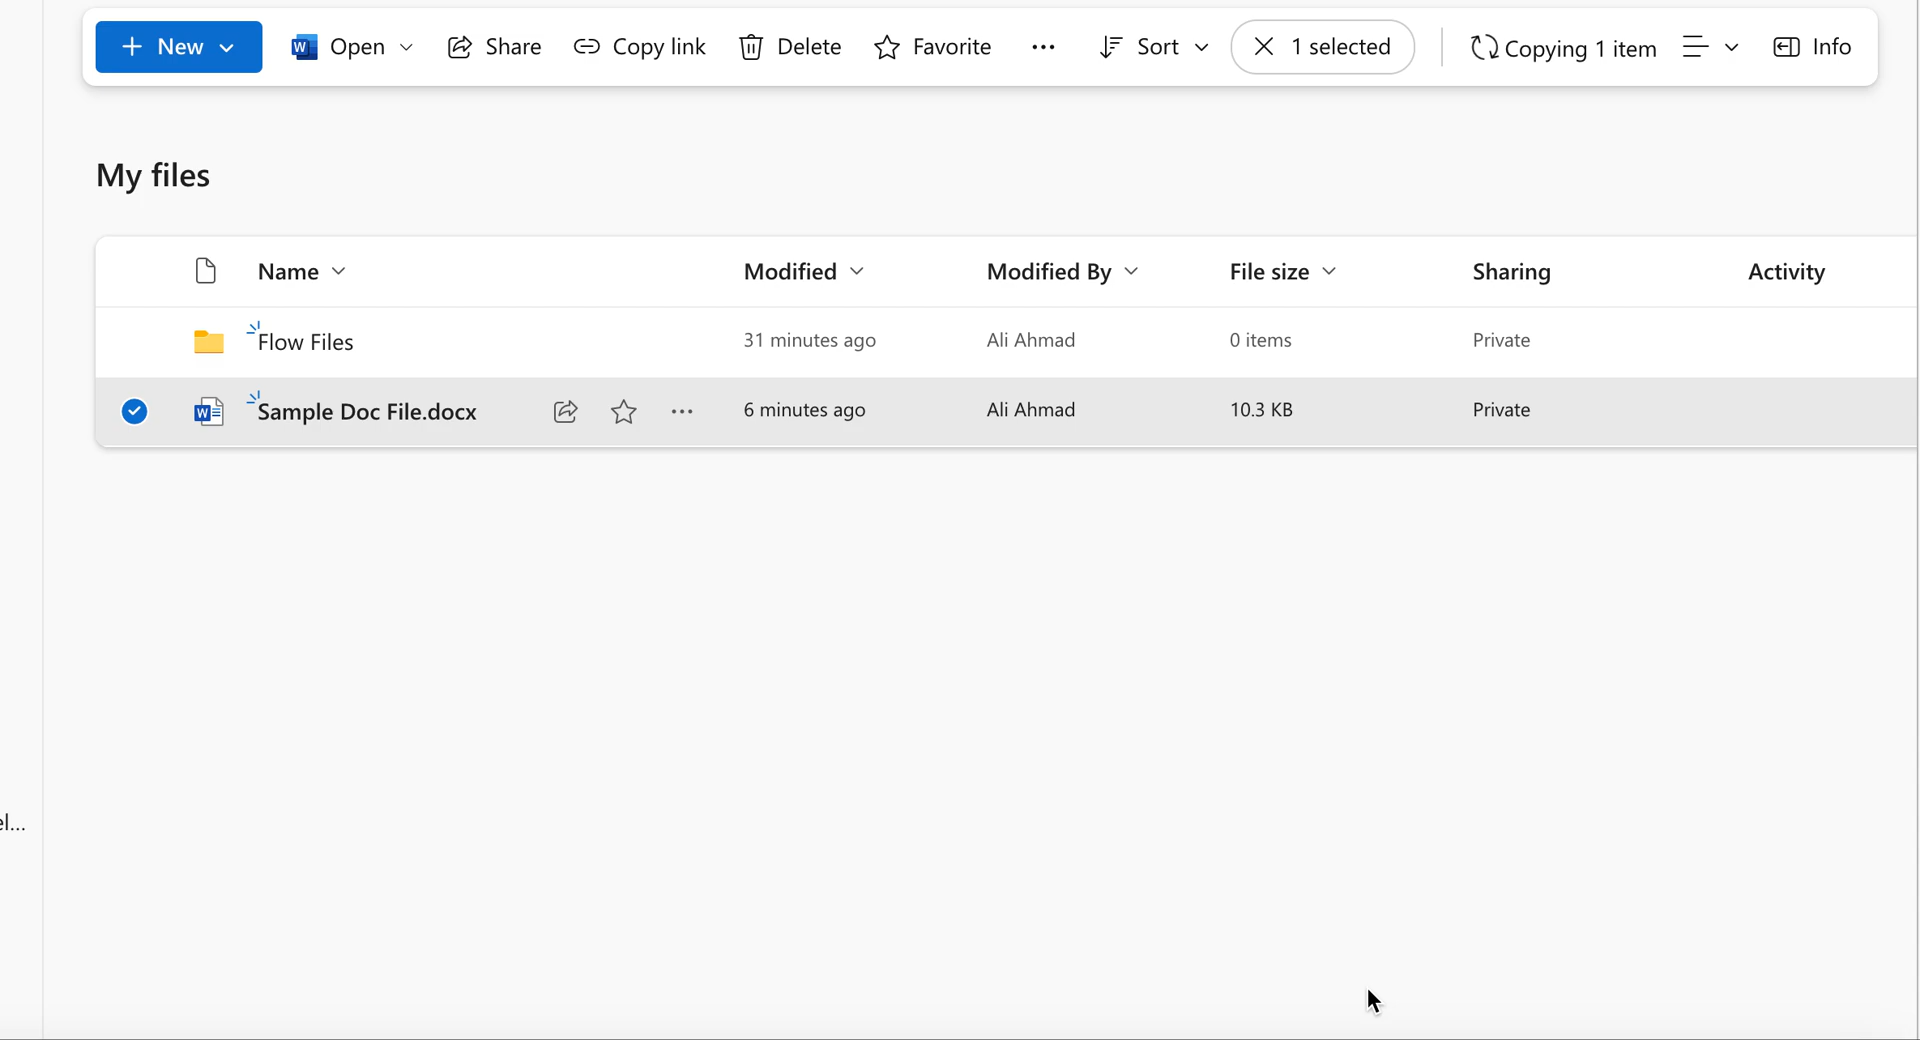 New Open Share Copy link Delete Favorite ... Sort 1 selected Copying 1 item Info
My files
Name Modified Modified By File size Sharing Activity
Flow Files 31 minutes ago Ali Ahmad 0 items Private
W Sample Doc File.docx ... 6 minutes ago Ali Ahmad 10.3 KB Private
el...